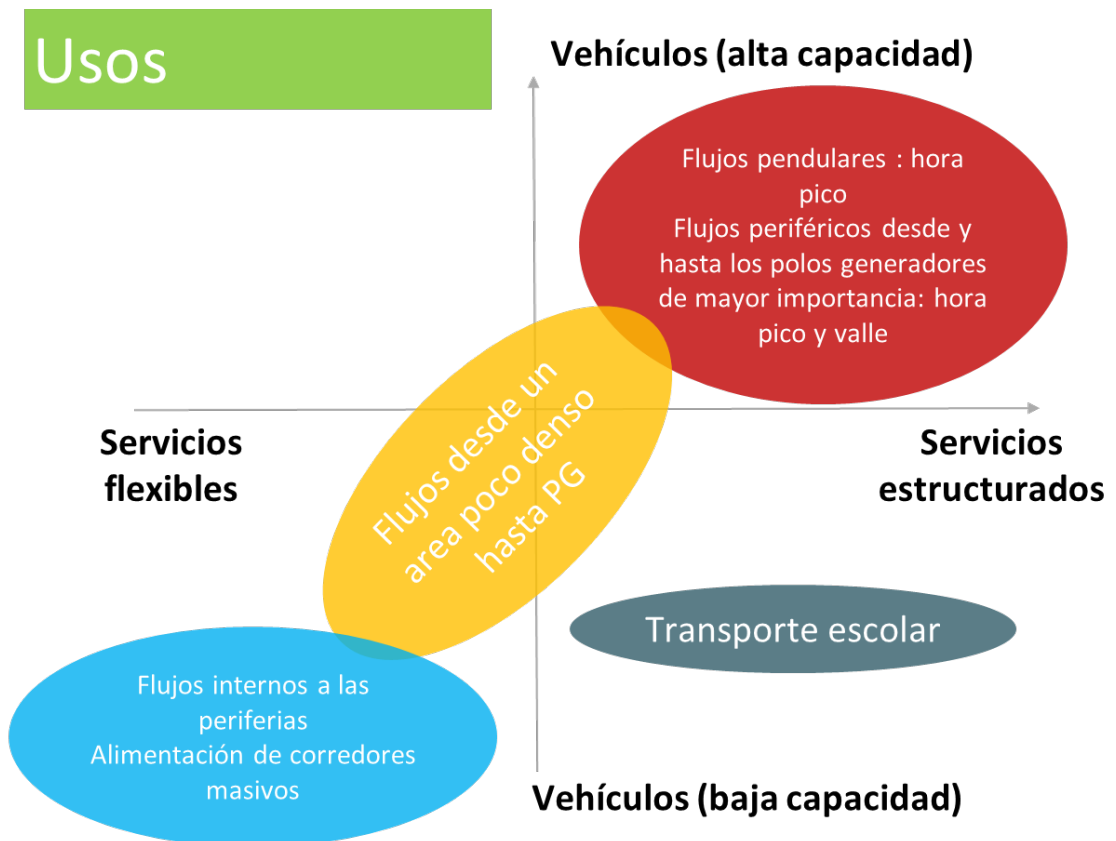 Usos
Vehículos (alta capacidad)
Flujos pendulares : hora
pico
Flujos periféricos desde y
hasta los polos generadores
de mayor importancia: hora
pico y valle
Flujos desde un
area poco denso
hasta PG
Servicios
flexibles
Servicios
estructurados
Transporte escolar
Flujos internos a las
periferias
Alimentación de corredores
masivos
Vehículos (baja capacidad)